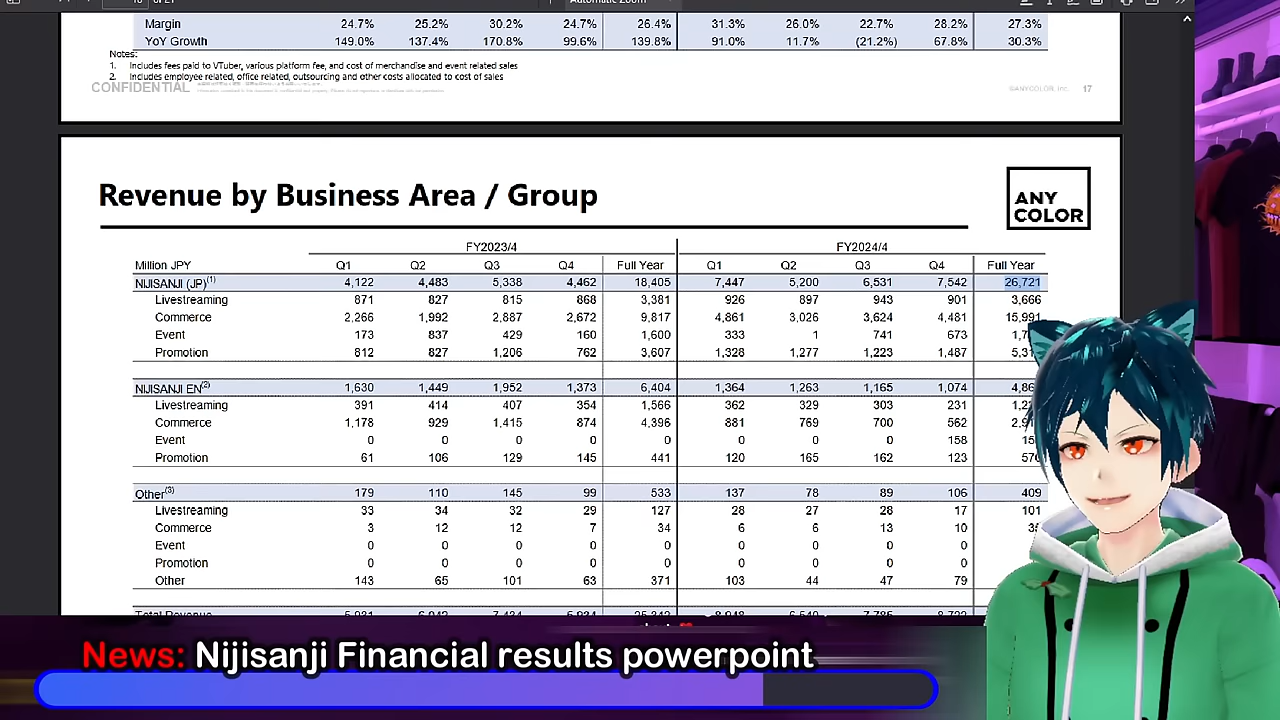 Automatic Zoom
Margin 24.7% 25.2% 30.2% 24.7% 26.4% 31.3% 26.0% 22.7% 28.2% 27.3%
YoY Growth 149.0% 137.4% 170.8% 99.6% 139.8% 91.0% 11.7% (21.2%) 67.8% 30.3%
Notes:
1. Includes fees paid to VTuber, various platform fee, and cost of merchandise and event related sales
2. Includes employee related, office related, outsourcing and other costs allocated to cost of sales
CONFIDENTIAL ©ANYCOLOR, Inc. 17
Revenue by Business Area / Group
ANY
COLOR
FY2023/4 FY2024/4
Million JPY Q1 Q2 Q3 Q4 Full Year Q1 Q2 Q3 Q4 Full Year
NIJISANJI (JP)(1) 4,122 4,483 5,338 4,462 18,405 7,447 5,200 6,531 7,542 26,721
Livestreaming 871 827 815 868 3,381 926 897 943 901 3,666
Commerce 2,266 1,992 2,887 2,672 9,817 4,861 3,026 3,624 4,481 15,991
Event 173 837 429 160 1,600 333 1 741 673
Promotion 812 827 1,206 762 3,607 1,328 1,277 1,223 1,487
NIJISANJI EN(2) 1,630 1,449 1,952 1,373 6,404 1,364 1,263 1,165 1,074
Livestreaming 391 414 407 354 1,566 362 329 303 231
Commerce 1,178 929 1,415 874 4,396 881 769 700 562
Event 0 0 0 0 0 0 0 0 158
Promotion 61 106 129 145 441 120 165 162 123
Other(3) 179 110 145 99 533 137 78 89 106 409
Livestreaming 33 34 32 29 127 28 27 28 17 101
Commerce 3 12 12 7 34 6 6 13 10
Event 0 0 0 0 0 0 0 0 0
Promotion 0 0 0 0 0 0 0 0 0
Other 143 65 101 63 371 103 44 47 79
Total Revenue
News: Nijisanji Financial results powerpoint